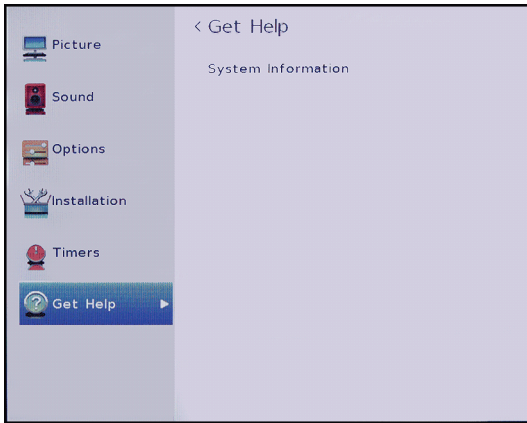 Picture
Sound
Options
Installation
Timers
Get Help
< Get Help
System Information